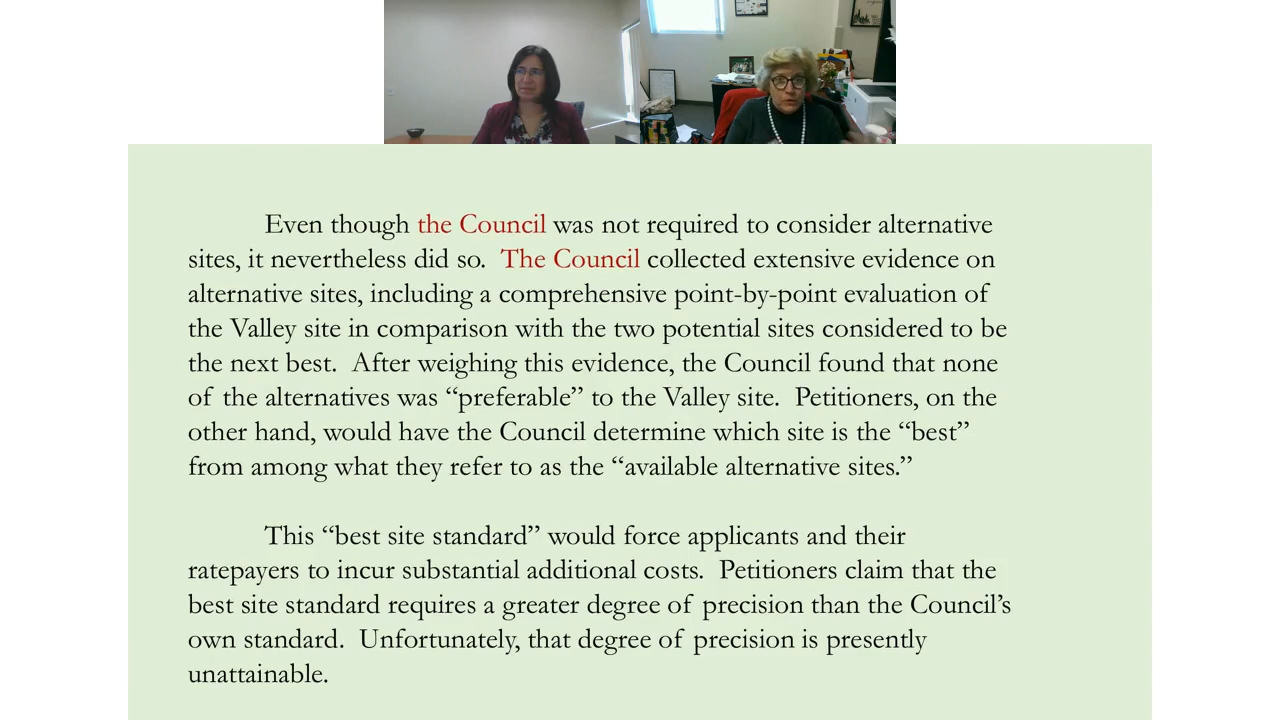 Even though the Council was not required to consider alternative
sites, it nevertheless did so. The Council collected extensive evidence on
alternative sites, including a comprehensive point-by-point evaluation of
the Valley site in comparison with the two potential sites considered to be
the next best. After weighing this evidence, the Council found that none
of the alternatives was “preferable” to the Valley site. Petitioners, on the
other hand, would have the Council determine which site is the “best”
from among what they refer to as the “available alternative sites.”
This “best site standard” would force applicants and their
ratepayers to incur substantial additional costs. Petitioners claim that the
best site standard requires a greater degree of precision than the Council’s
own standard. Unfortunately, that degree of precision is presently
unattainable.